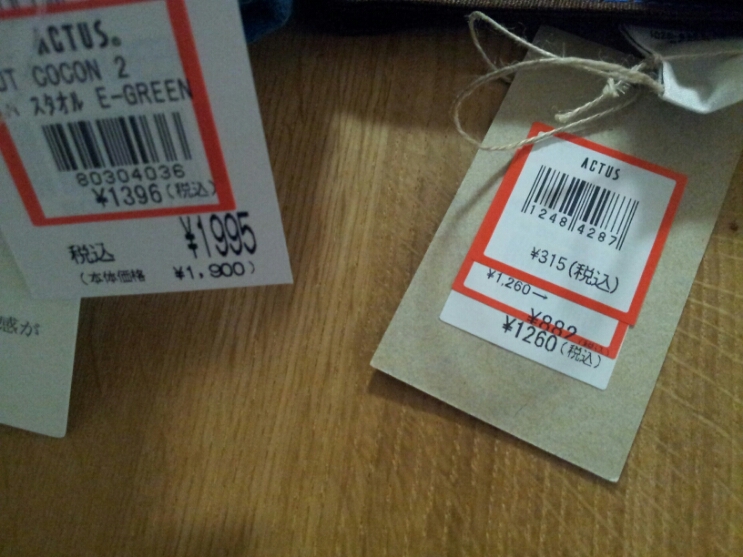 ACTUS®
COCON 2
スタオル E-GREEN
80304036
¥1396(税込)
¥1995
税込
(本体価格 ¥1,900)
感が
ACTUS
1248 4287
¥315(税込)
¥1,260→
¥882
¥1260(税込)